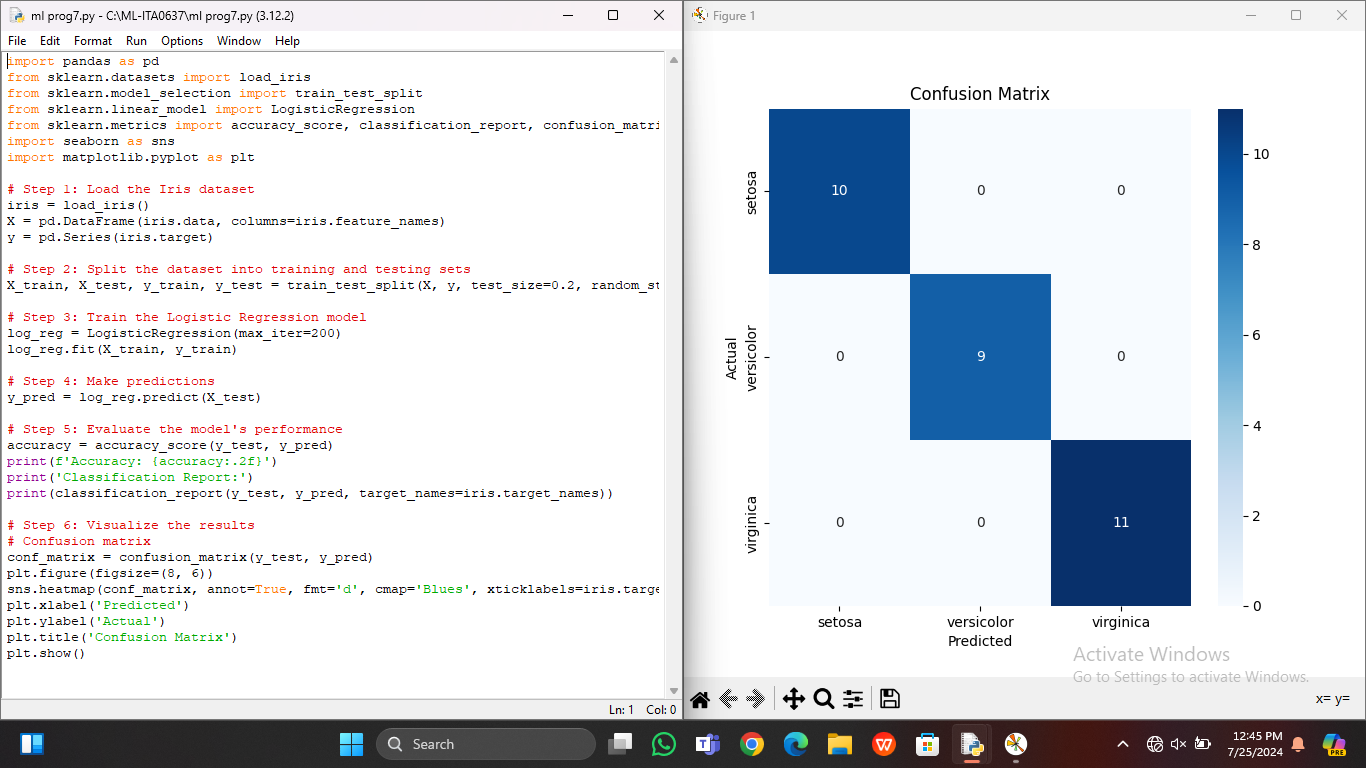 ml prog7.py - C:\ML-ITA0637\ml prog7.py (3.12.2)
File Edit Format Run Options Window Help
import pandas as pd
from sklearn.datasets import load_iris
from sklearn.model_selection import train_test_split
from sklearn.linear_model import LogisticRegression
from sklearn.metrics import accuracy_score, classification_report, confusion_matri
import seaborn as sns
import matplotlib.pyplot as plt
# Step 1: Load the Iris dataset
iris = load_iris()
X = pd.DataFrame(iris.data, columns=iris.feature_names)
y = pd.Series(iris.target)
# Step 2: Split the dataset into training and testing sets
X_train, X_test, y_train, y_test = train_test_split(X, y, test_size=0.2, random_st
# Step 3: Train the Logistic Regression model
log_reg = LogisticRegression(max_iter=200)
log_reg.fit(X_train, y_train)
# Step 4: Make predictions
y_pred = log_reg.predict(X_test)
# Step 5: Evaluate the model's performance
accuracy = accuracy_score(y_test, y_pred)
print(f'Accuracy: {accuracy:.2f}')
print('Classification Report:')
print(classification_report(y_test, y_pred, target_names=iris.target_names))
# Step 6: Visualize the results
# Confusion matrix
conf_matrix = confusion_matrix(y_test, y_pred)
plt.figure(figsize=(8, 6))
sns.heatmap(conf_matrix, annot=True, fmt='d', cmap='Blues', xticklabels=iris.targe
plt.xlabel('Predicted')
plt.ylabel('Actual')
plt.title('Confusion Matrix')
plt.show()
Ln: 1 Col: 0
Figure 1
Confusion Matrix
setosa
10 0 0
Actual
versicolor
0 9 0
virginica
0 0 11
setosa versicolor virginica
Predicted
10
8
6
4
2
0
Activate Windows
Go to Settings to activate Windows.
x= y=
Search
12:45 PM
7/25/2024
PRE